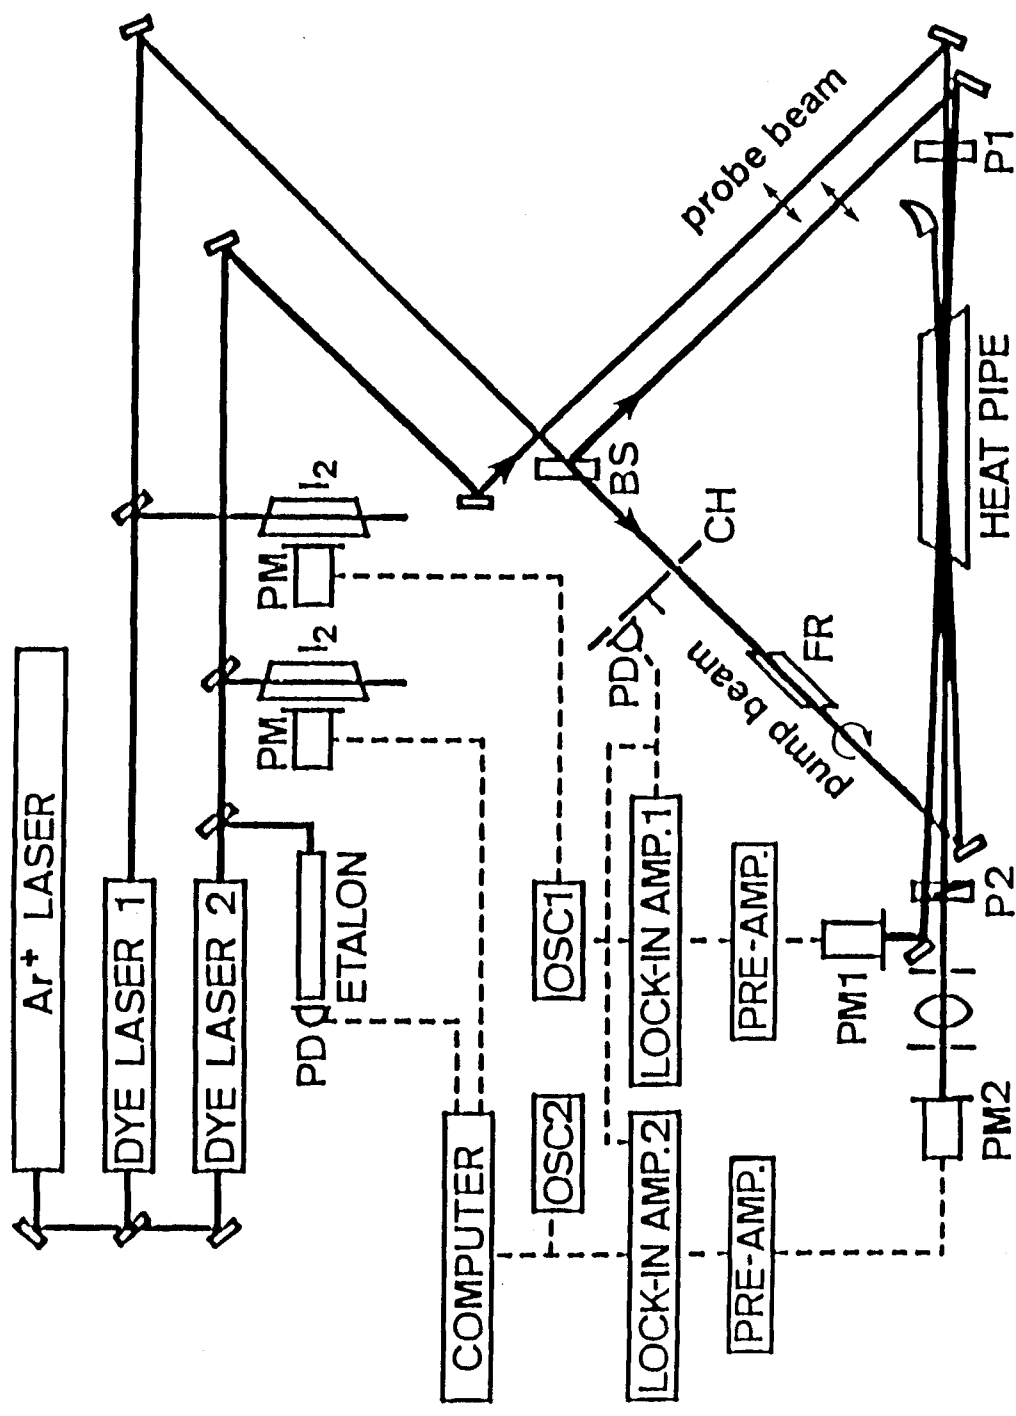 Ar+ LASER
DYE LASER 1
DYE LASER 2
PM
I2
PM
I2
PD
ETALON
COMPUTER
OSC2
OSC1
LOCK-IN AMP.2
LOCK-IN AMP.1
PRE-AMP.
PRE-AMP.
PD
CH
BS
probe beam
pump beam
FR
PM1
PM2
P2
HEAT PIPE
P1